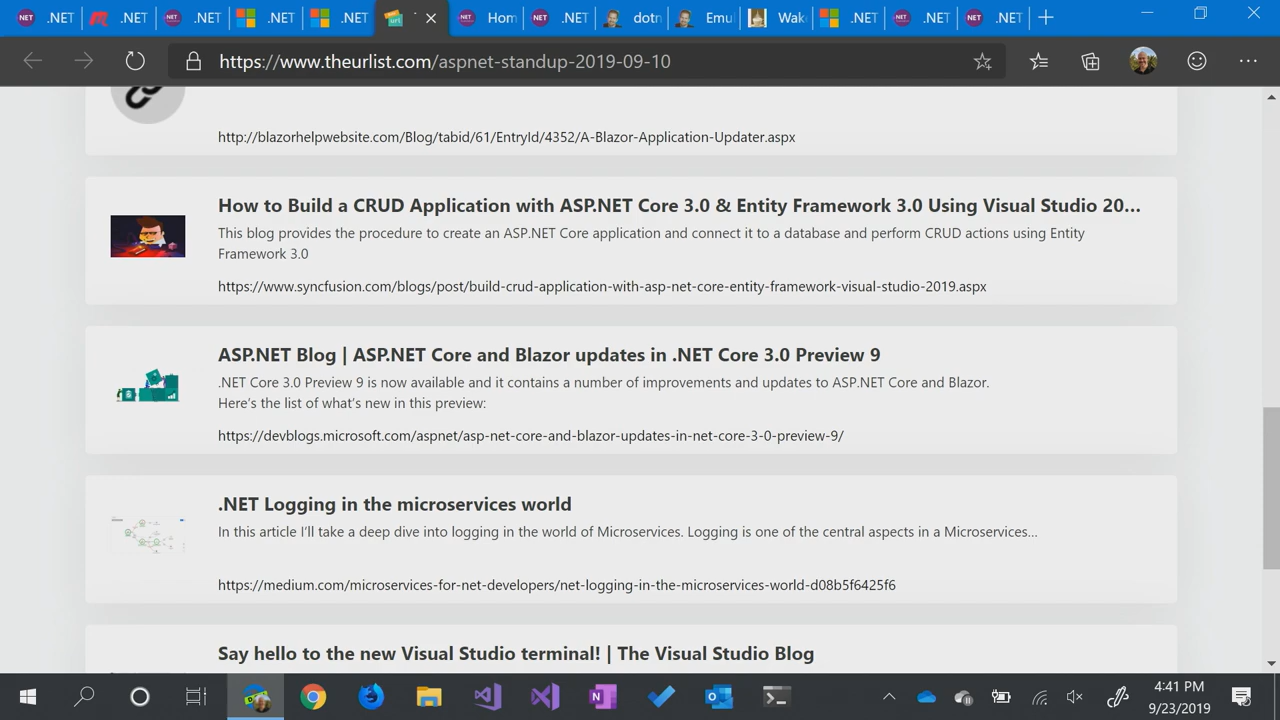 .NET
.NET
.NET
.NET
.NET
Hom
.NET
dotn
Emul
Wake
.NET
.NET
.NET
https://www.theurlist.com/aspnet-standup-2019-09-10
http://blazorhelpwebsite.com/Blog/tabid/61/EntryId/4352/A-Blazor-Application-Updater.aspx
How to Build a CRUD Application with ASP.NET Core 3.0 & Entity Framework 3.0 Using Visual Studio 20...
This blog provides the procedure to create an ASP.NET Core application and connect it to a database and perform CRUD actions using Entity
Framework 3.0
https://www.syncfusion.com/blogs/post/build-crud-application-with-asp-net-core-entity-framework-visual-studio-2019.aspx
ASP.NET Blog | ASP.NET Core and Blazor updates in .NET Core 3.0 Preview 9
.NET Core 3.0 Preview 9 is now available and it contains a number of improvements and updates to ASP.NET Core and Blazor.
Here's the list of what's new in this preview:
https://devblogs.microsoft.com/aspnet/asp-net-core-and-blazor-updates-in-net-core-3-0-preview-9/
.NET Logging in the microservices world
In this article I'll take a deep dive into logging in the world of Microservices. Logging is one of the central aspects in a Microservices...
https://medium.com/microservices-for-net-developers/net-logging-in-the-microservices-world-d08b5f6425f6
Say hello to the new Visual Studio terminal! | The Visual Studio Blog
4:41 PM
9/23/2019